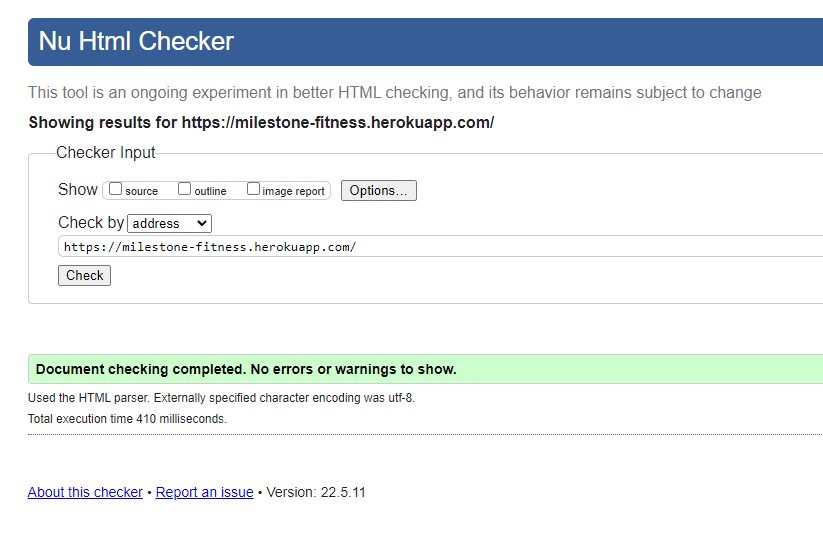 Nu Html Checker
This tool is an ongoing experiment in better HTML checking, and its behavior remains subject to change
Showing results for https://milestone-fitness.herokuapp.com/
Checker Input
Show source outline image report Options...
Check by address
https://milestone-fitness.herokuapp.com/
Check
Document checking completed. No errors or warnings to show.
Used the HTML parser. Externally specified character encoding was utf-8.
Total execution time 410 milliseconds.
About this checker • Report an issue • Version: 22.5.11